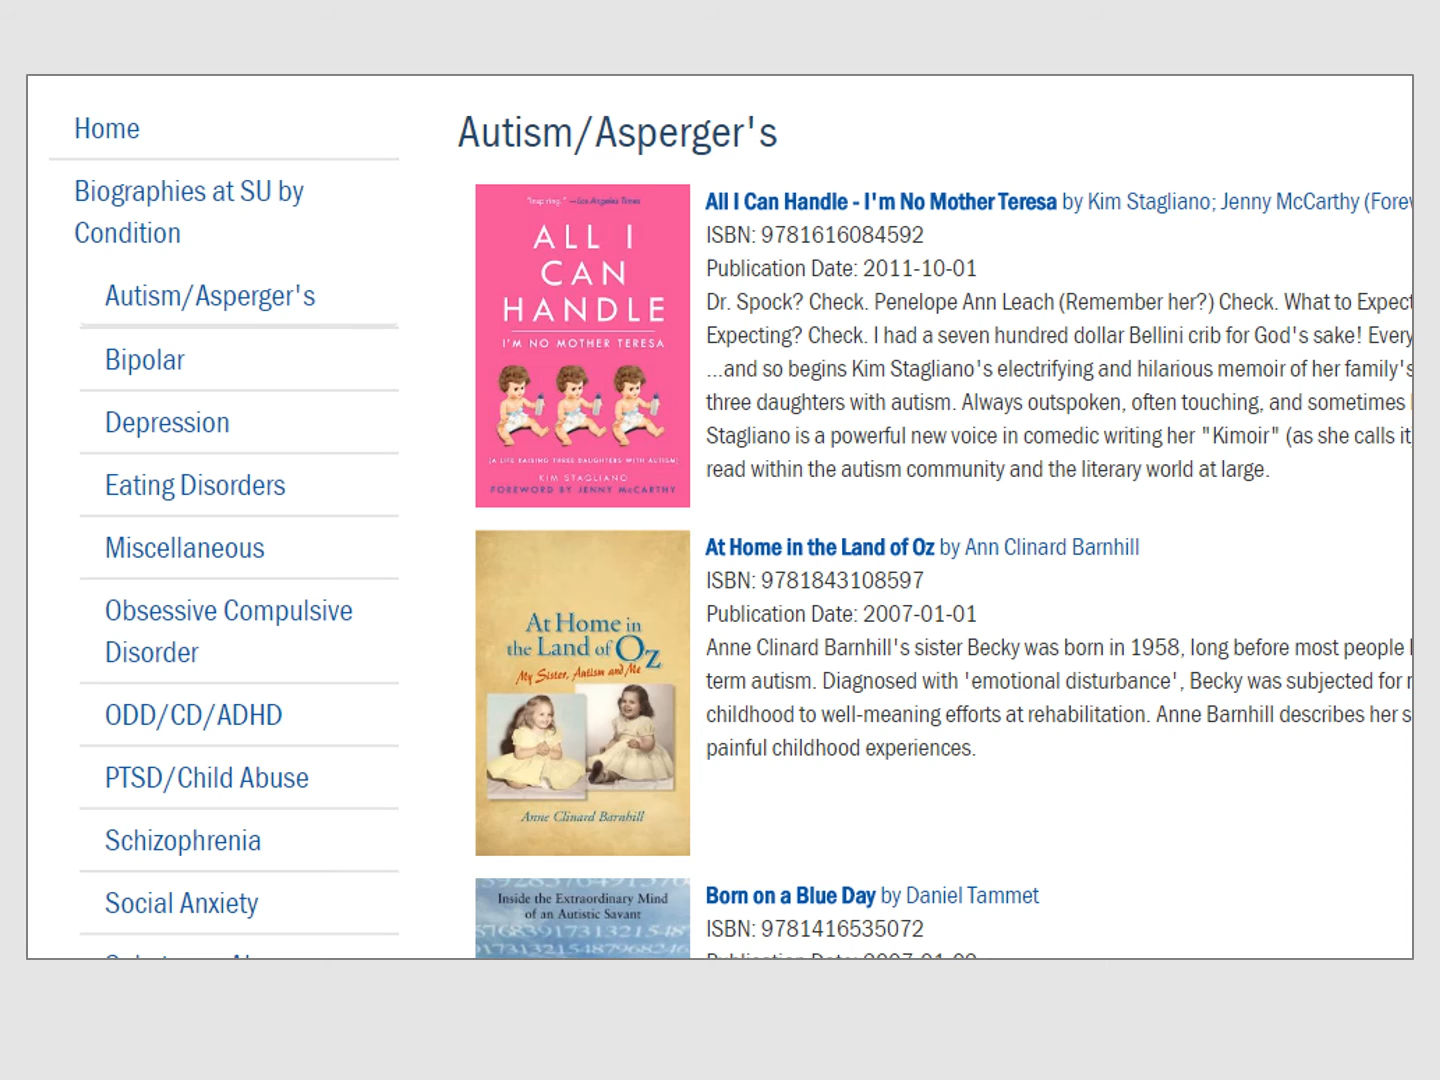 Home
Biographies at SU by
Condition
Autism/Asperger's
Bipolar
Depression
Eating Disorders
Miscellaneous
Obsessive Compulsive
Disorder
ODD/CD/ADHD
PTSD/Child Abuse
Schizophrenia
Social Anxiety
Autism/Asperger's
"Inspiring." —Los Angeles Times
ALL I
CAN
HANDLE
I'M NO MOTHER TERESA
(A LIFE RAISING THREE DAUGHTERS WITH AUTISM)
KIM STAGLIANO
FOREWORD BY JENNY McCARTHY
All I Can Handle - I'm No Mother Teresa by Kim Stagliano; Jenny McCarthy
ISBN: 9781616084592
Publication Date: 2011-10-01
Dr. Spock? Check. Penelope Ann Leach (Remember her?) Check. What to Expect
Expecting? Check. I had a seven hundred dollar Bellini crib for God's sake! Every
...and so begins Kim Stagliano's electrifying and hilarious memoir of her family's
three daughters with autism. Always outspoken, often touching, and sometimes
Stagliano is a powerful new voice in comedic writing her "Kimoir" (as she calls it
read within the autism community and the literary world at large.
At Home in
the Land of Oz
My Sister, Autism and Me
Anne Clinard Barnhill
At Home in the Land of Oz by Ann Clinard Barnhill
ISBN: 9781843108597
Publication Date: 2007-01-01
Anne Clinard Barnhill's sister Becky was born in 1958, long before most people
term autism. Diagnosed with 'emotional disturbance', Becky was subjected for
childhood to well-meaning efforts at rehabilitation. Anne Barnhill describes her
painful childhood experiences.
Inside the Extraordinary Mind
of an Autistic Savant
Born on a Blue Day by Daniel Tammet
ISBN: 9781416535072